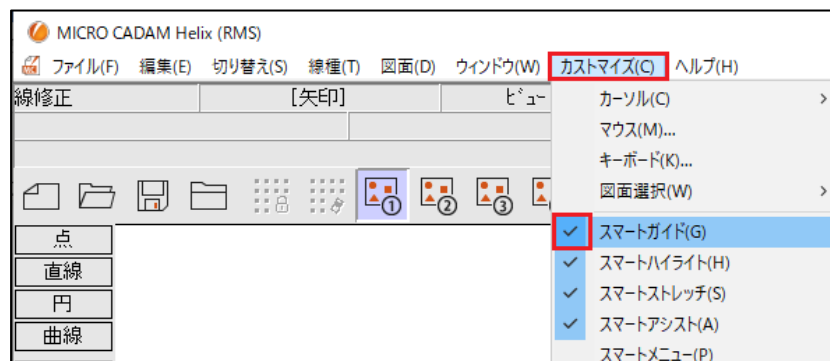 MICRO CADAM Helix (RMS)
ファイル(F) 編集(E) 切り替え(S) 線種(T) 図面(D) ウィンドウ(W) カスタマイズ(C) ヘルプ(H)
線修正 [矢印] ビュー
カーソル(C)
マウス(M)...
キーボード(K)...
図面選択(W)
① ② ③
点
直線
円
曲線
スマートガイド(G)
スマートハイライト(H)
スマートストレッチ(S)
スマートアシスト(A)
スマートメニュー(P)